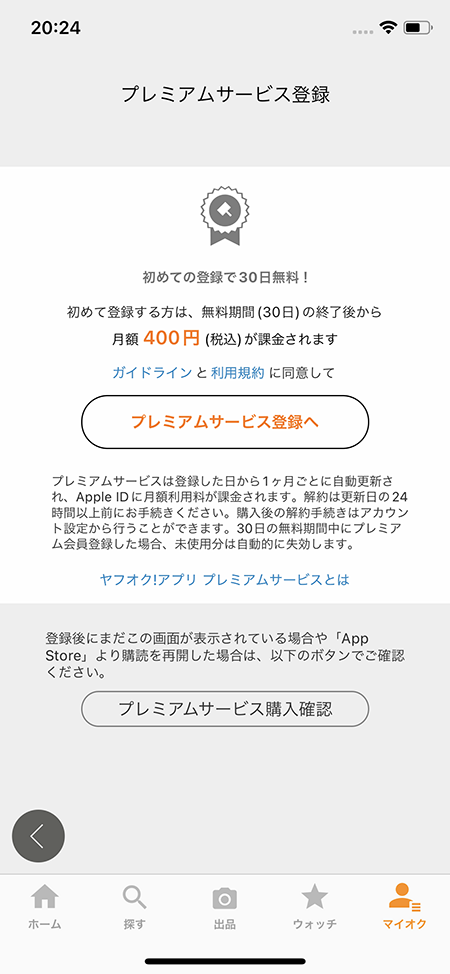 20:24
プレミアムサービス登録
初めての登録で30日無料！
初めて登録する方は、無料期間(30日)の終了後から
月額 400円 (税込)が課金されます
ガイドライン と 利用規約 に同意して
プレミアムサービス登録へ
プレミアムサービスは登録した日から1ヶ月ごとに自動更新さ
れ、Apple IDに月額利用料が課金されます。解約は更新日の24
時間以上前にお手続きください。購入後の解約手続きはアカウン
ト設定から行うことができます。30日の無料期間中にプレミア
ム会員登録した場合、未使用分は自動的に失効します。
ヤフオク!アプリ プレミアムサービスとは
登録後にまだこの画面が表示されている場合や「App
Store」より購読を再開した場合は、以下のボタンでご確認
ください。
プレミアムサービス購入確認
ホーム 探す 出品 ウォッチ マイオク